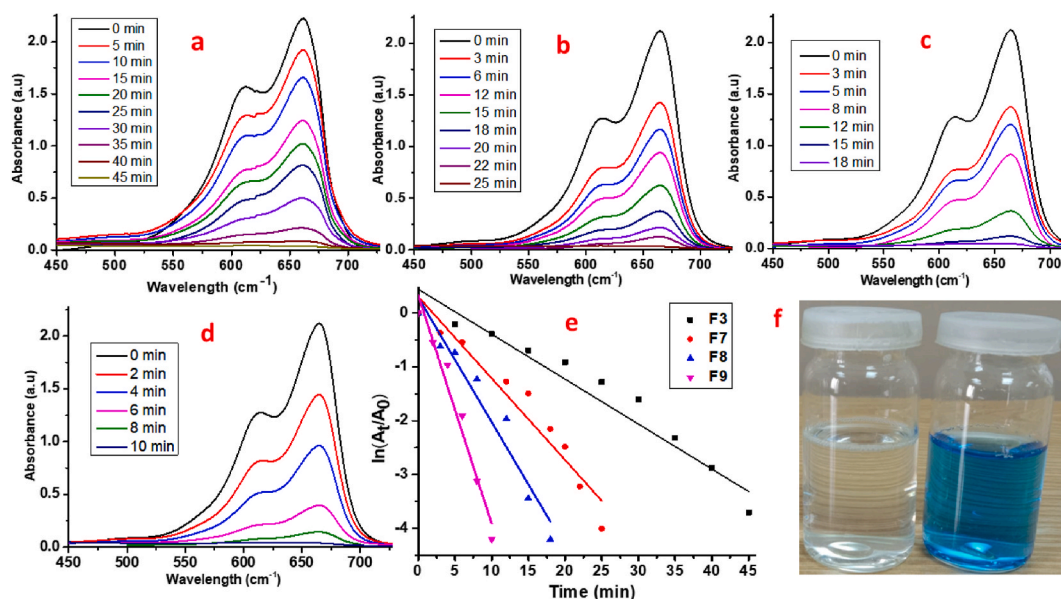 a
0 min
5 min
10 min
15 min
20 min
25 min
30 min
35 min
40 min
45 min
Absorbance (a.u)
2.0
1.5
1.0
0.5
0.0
450 500 550 600 650 700
Wavelength (cm⁻¹)
b
0 min
3 min
6 min
12 min
15 min
18 min
20 min
22 min
25 min
Absorbance (a.u)
2.0
1.5
1.0
0.5
0.0
450 500 550 600 650 700
Wavelength (cm⁻¹)
c
0 min
3 min
5 min
8 min
12 min
15 min
18 min
Absorbance (a.u)
2.0
1.5
1.0
0.5
0.0
450 500 550 600 650 700
Wavelength (cm⁻¹)
d
0 min
2 min
4 min
6 min
8 min
10 min
Absorbance (a.u)
2.0
1.5
1.0
0.5
0.0
450 500 550 600 650 700
Wavelength (cm⁻¹)
e
F3
F7
F8
F9
ln(At/A0)
0
-1
-2
-3
-4
0 5 10 15 20 25 30 35 40 45
Time (min)
f